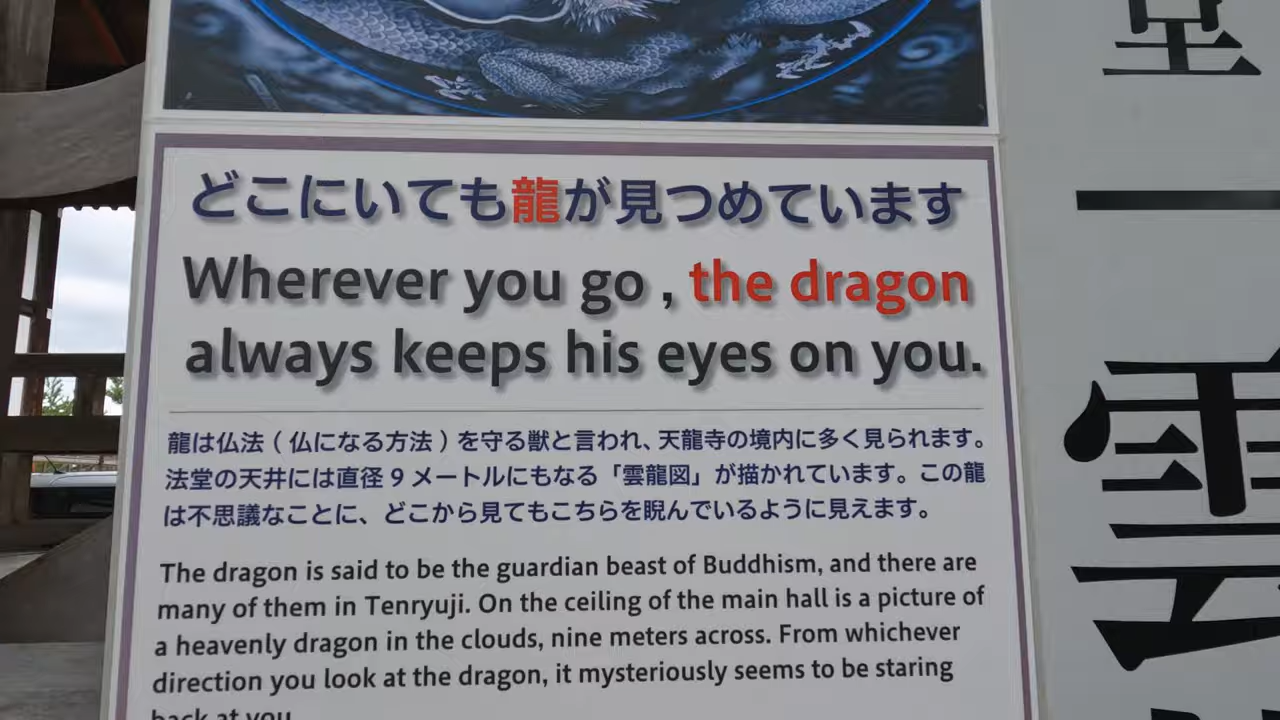 どこにいても龍が見つめています
Wherever you go , the dragon
always keeps his eyes on you.
龍は仏法 ( 仏になる方法 ) を守る獣と言われ、天龍寺の境内に多く見られます。
法堂の天井には直径 9 メートルにもなる「雲龍図」が描かれています。この龍
は不思議なことに、どこから見てもこちらを睨んでいるように見えます。
The dragon is said to be the guardian beast of Buddhism, and there are
many of them in Tenryuji. On the ceiling of the main hall is a picture of
a heavenly dragon in the clouds, nine meters across. From whichever
direction you look at the dragon, it mysteriously seems to be staring
back at you
堂
雲